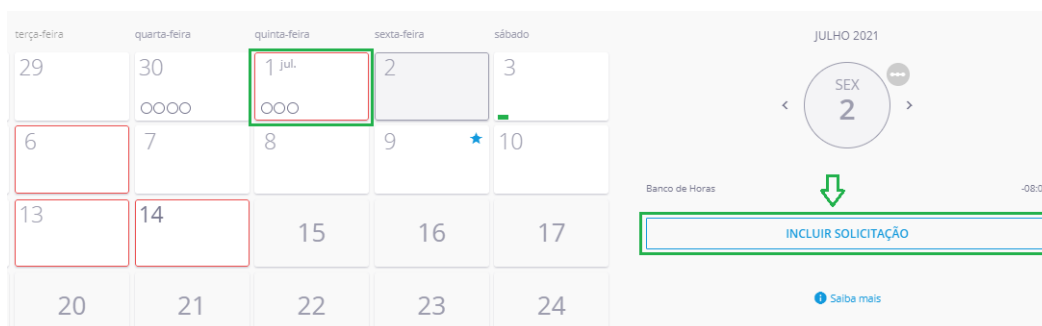 terça-feira quarta-feira quinta-feira sexta-feira sábado
29 30 1 jul. 2 3
6 7 8 9 10
13 14 15 16 17
20 21 22 23 24
JULHO 2021
SEX
2
Banco de Horas -08:0
INCLUIR SOLICITAÇÃO
Saiba mais